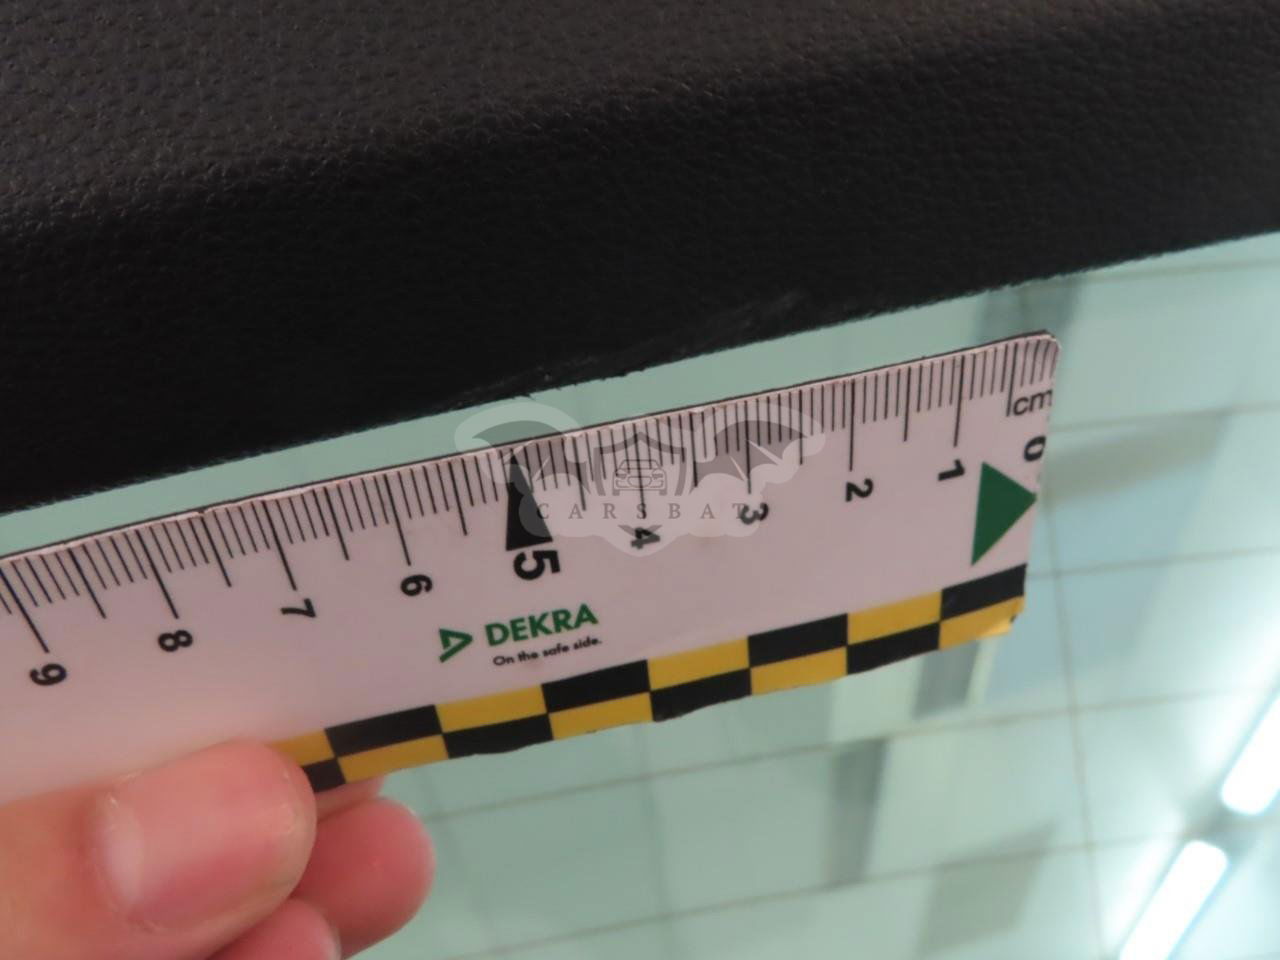 cm
0
1
2
3
4
5
6
7
8
9
CARSBAT
DEKRA
On the safe side.